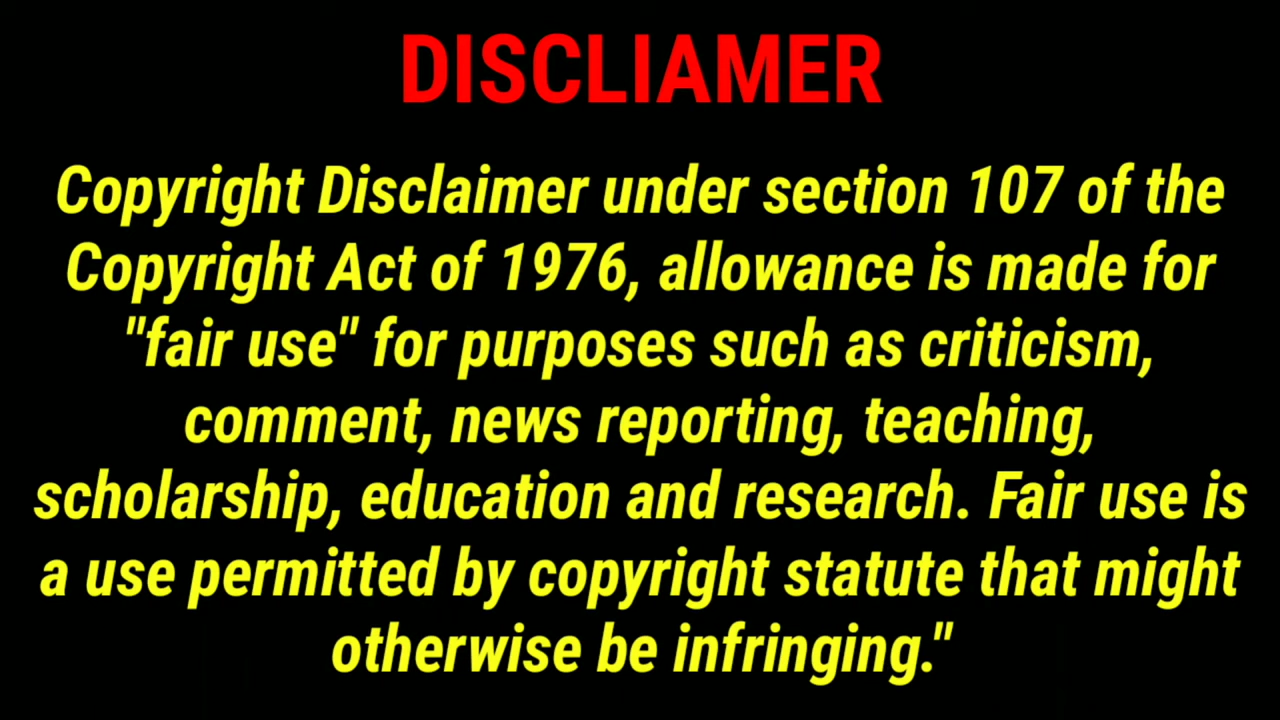 DISCLIAMER
Copyright Disclaimer under section 107 of the
Copyright Act of 1976, allowance is made for
"fair use" for purposes such as criticism,
comment, news reporting, teaching,
scholarship, education and research. Fair use is
a use permitted by copyright statute that might
otherwise be infringing."